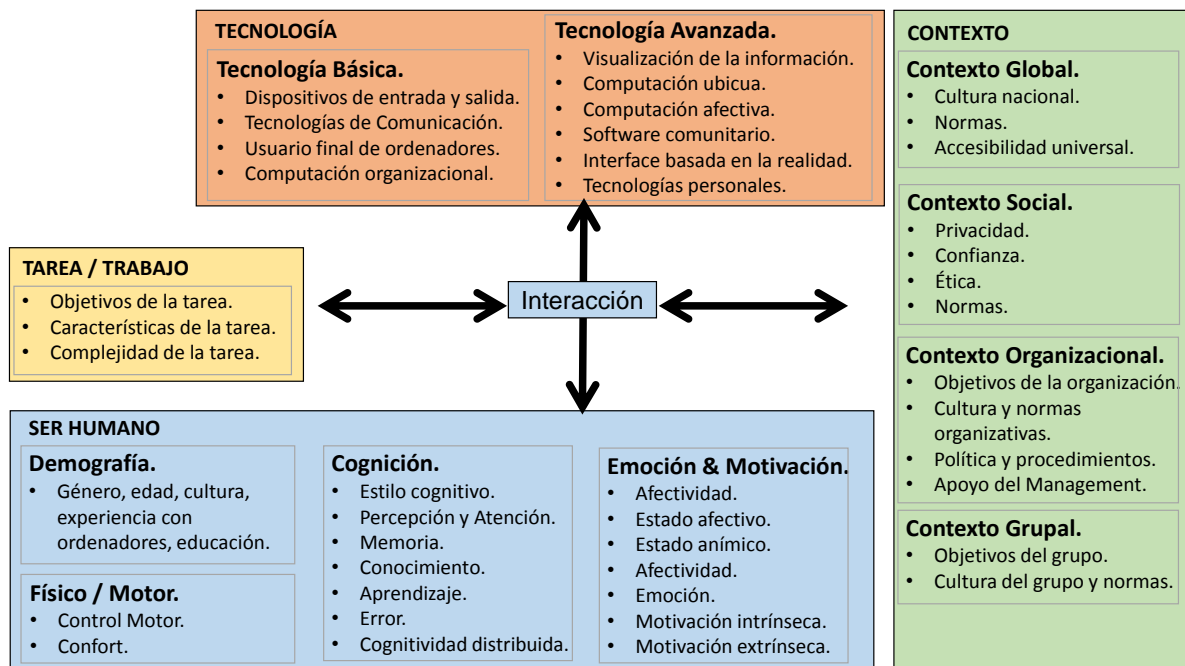 TECNOLOGÍA
Tecnología Básica.
• Dispositivos de entrada y salida.
• Tecnologías de Comunicación.
• Usuario final de ordenadores.
• Computación organizacional.
Tecnología Avanzada.
• Visualización de la información.
• Computación ubicua.
• Computación afectiva.
• Software comunitario.
• Interface basada en la realidad.
• Tecnologías personales.
CONTEXTO
Contexto Global.
• Cultura nacional.
• Normas.
• Accesibilidad universal.
Contexto Social.
• Privacidad.
• Confianza.
• Ética.
• Normas.
Contexto Organizacional.
• Objetivos de la organización.
• Cultura y normas
organizativas.
• Política y procedimientos.
• Apoyo del Management.
Contexto Grupal.
• Objetivos del grupo.
• Cultura del grupo y normas.
TAREA / TRABAJO
• Objetivos de la tarea.
• Características de la tarea.
• Complejidad de la tarea.
Interacción
SER HUMANO
Demografía.
• Género, edad, cultura,
experiencia con
ordenadores, educación.
Físico / Motor.
• Control Motor.
• Confort.
Cognición.
• Estilo cognitivo.
• Percepción y Atención.
• Memoria.
• Conocimiento.
• Aprendizaje.
• Error.
• Cognitividad distribuida.
Emoción & Motivación.
• Afectividad.
• Estado afectivo.
• Estado anímico.
• Afectividad.
• Emoción.
• Motivación intrínseca.
• Motivación extrínseca.